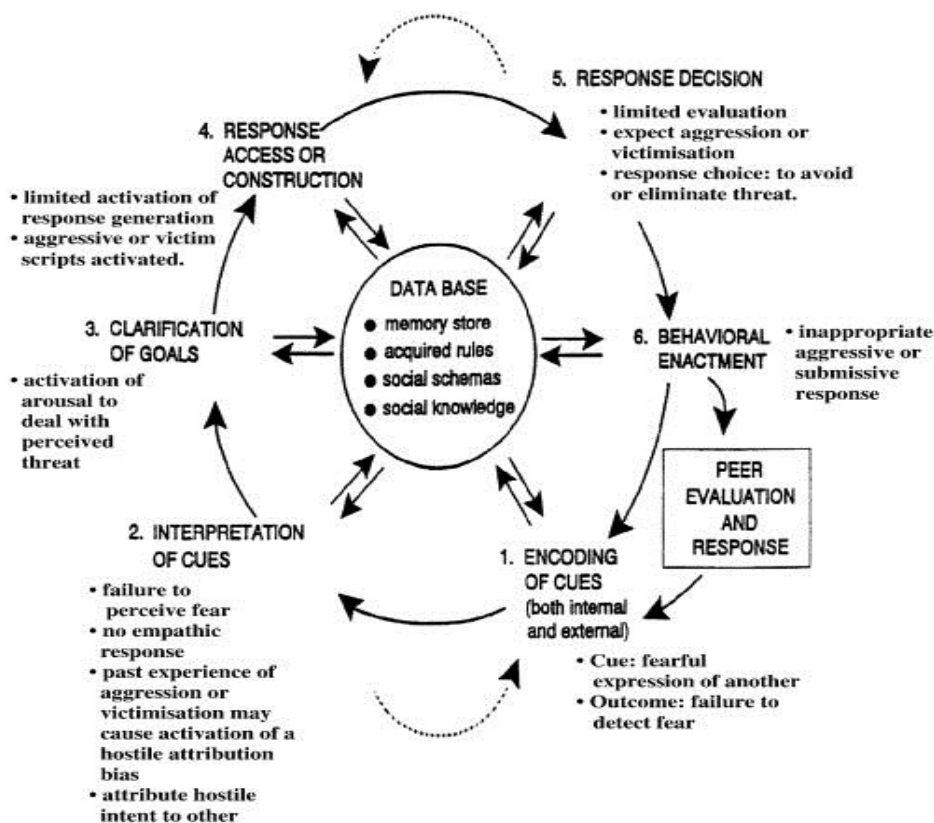 5. RESPONSE DECISION
• limited evaluation
• expect aggression or
victimisation
• response choice: to avoid
or eliminate threat.
4. RESPONSE
ACCESS OR
CONSTRUCTION
• limited activation of
response generation
• aggressive or victim
scripts activated.
DATA BASE
● memory store
● acquired rules
● social schemas
● social knowledge
3. CLARIFICATION
OF GOALS
• activation of
arousal to
deal with
perceived
threat
6. BEHAVIORAL
ENACTMENT
• inappropriate
aggressive or
submissive
response
PEER
EVALUATION
AND
RESPONSE
2. INTERPRETATION
OF CUES
• failure to
perceive fear
• no empathic
response
• past experience of
aggression or
victimisation may
cause activation of a
hostile attribution
bias
• attribute hostile
intent to other
1. ENCODING
OF CUES
(both internal
and external)
• Cue: fearful
expression of another
• Outcome: failure to
detect fear